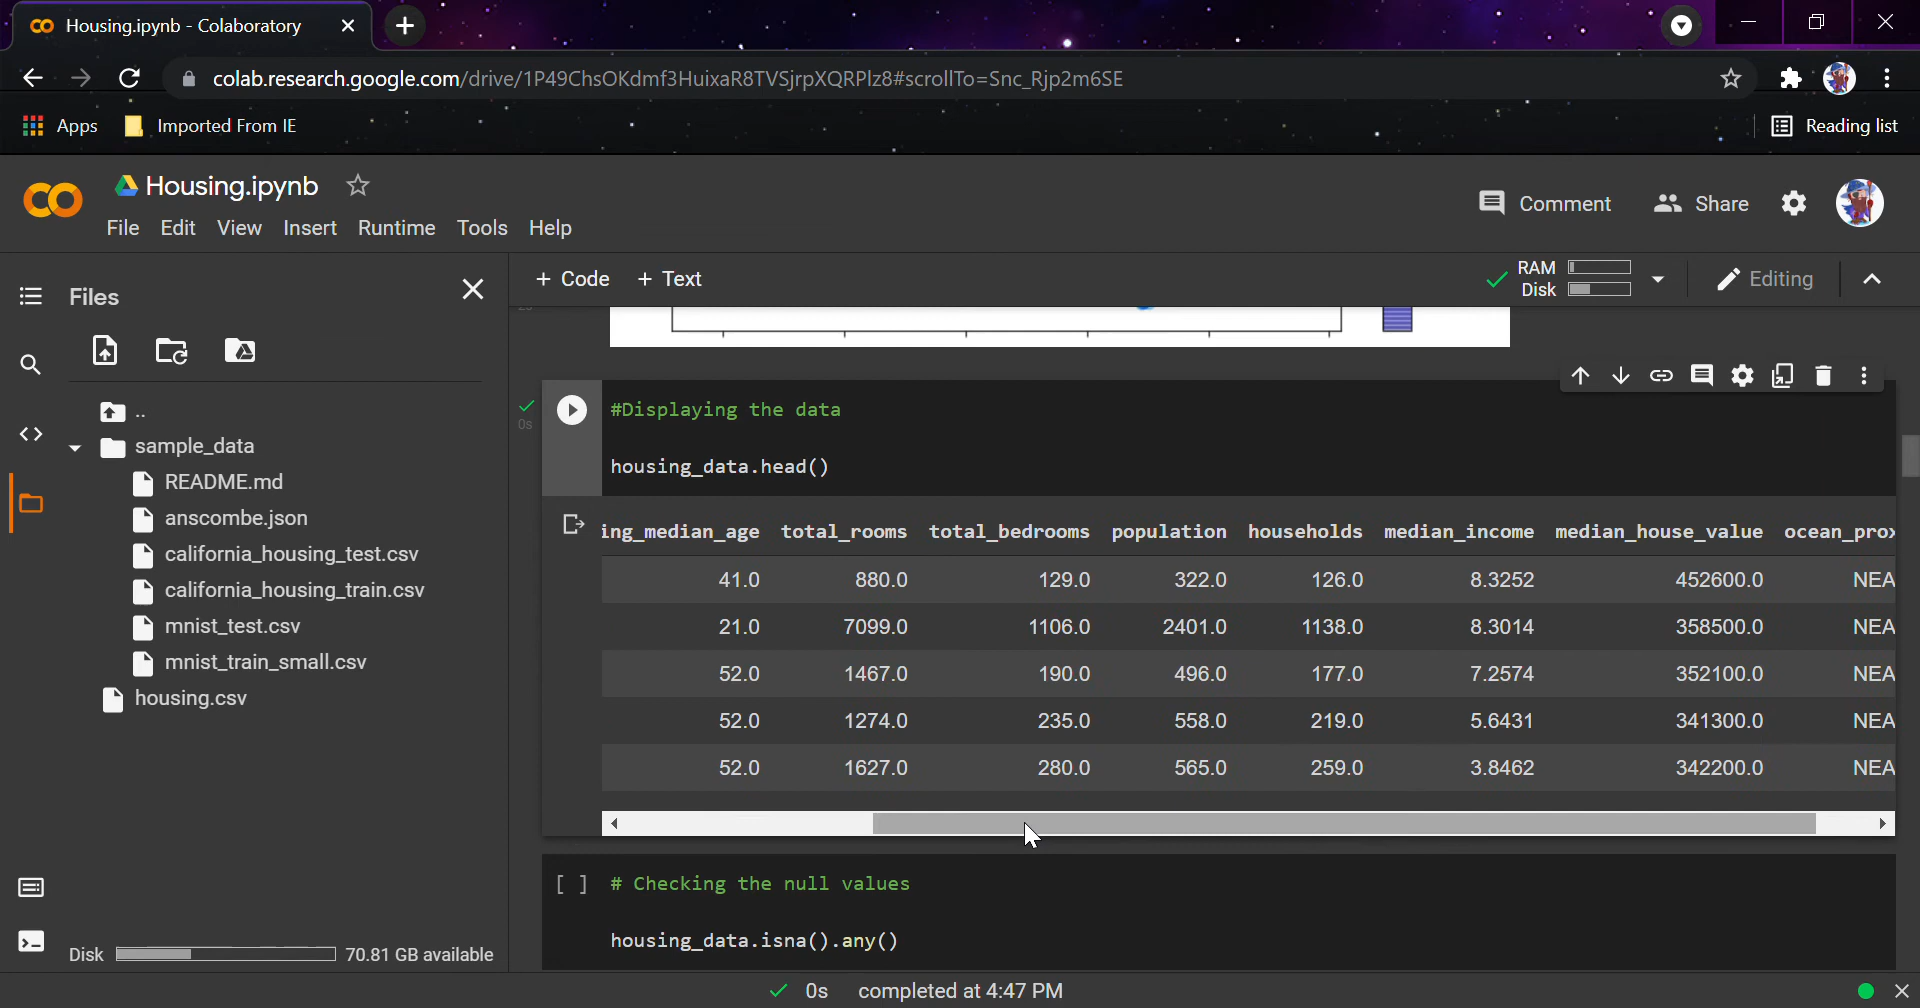 Housing.ipynb - Colaboratory
colab.research.google.com/drive/1P49ChsOKdmf3HuixaR8TVSjrpXQRPlz8#scrollTo=Snc_Rjp2m6SE
Apps Imported From IE Reading list
Housing.ipynb
File Edit View Insert Runtime Tools Help
Comment Share
Files
+ Code + Text
RAM
Disk
Editing
..
sample_data
README.md
anscombe.json
california_housing_test.csv
california_housing_train.csv
mnist_test.csv
mnist_train_small.csv
housing.csv
Disk 70.81 GB available
0s
#Displaying the data
housing_data.head()
ing_median_age total_rooms total_bedrooms population households median_income median_house_value ocean_prox
41.0 880.0 129.0 322.0 126.0 8.3252 452600.0 NEA
21.0 7099.0 1106.0 2401.0 1138.0 8.3014 358500.0 NEA
52.0 1467.0 190.0 496.0 177.0 7.2574 352100.0 NEA
52.0 1274.0 235.0 558.0 219.0 5.6431 341300.0 NEA
52.0 1627.0 280.0 565.0 259.0 3.8462 342200.0 NEA
[ ] # Checking the null values
housing_data.isna().any()
0s completed at 4:47 PM